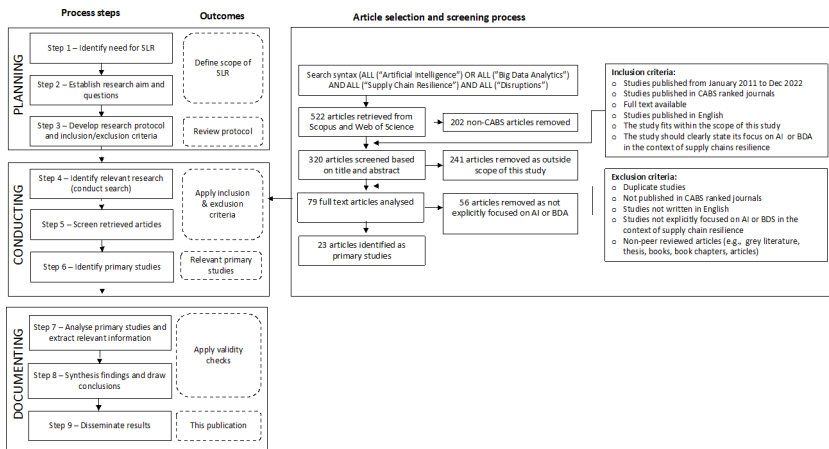 Process steps
Outcomes
PLANNING
Step 1 – Identify need for SLR
Step 2 – Establish research aim and
questions
Step 3 – Develop research protocol
and inclusion/exclusion criteria
Define scope of
SLR
Review protocol
CONDUCTING
Step 4 – Identify relevant research
(conduct search)
Step 5 – Screen retrieved articles
Step 6 – Identify primary studies
Apply inclusion
& exclusion
criteria
Relevant primary
studies
DOCUMENTING
Step 7 – Analyse primary studies and
extract relevant information
Step 8 – Synthesis findings and draw
conclusions
Step 9 – Disseminate results
Apply validity
checks
This publication
Article selection and screening process
Search syntax (ALL (“Artificial Intelligence”) OR ALL (“Big Data Analytics”)
AND ALL (“Supply Chain Resilience”) AND ALL (“Disruptions”)
522 articles retrieved from
Scopus and Web of Science
202 non-CABS articles removed
320 articles screened based
on title and abstract
241 articles removed as outside
scope of this study
79 full text articles analysed
56 articles removed as not
explicitly focused on AI or BDA
23 articles identified as
primary studies
Inclusion criteria:
o Studies published from January 2011 to Dec 2022
o Studies published in CABS ranked journals
o Full text available
o Studies published in English
o The study fits within the scope of this study
o The study should clearly state its focus on AI or BDA
in the context of supply chains resilience
Exclusion criteria:
o Duplicate studies
o Not published in CABS ranked journals
o Studies not written in English
o Studies not explicitly focused on AI or BDS in the
context of supply chain resilience
o Non-peer reviewed articles (e.g., grey literature,
thesis, books, book chapters, articles)